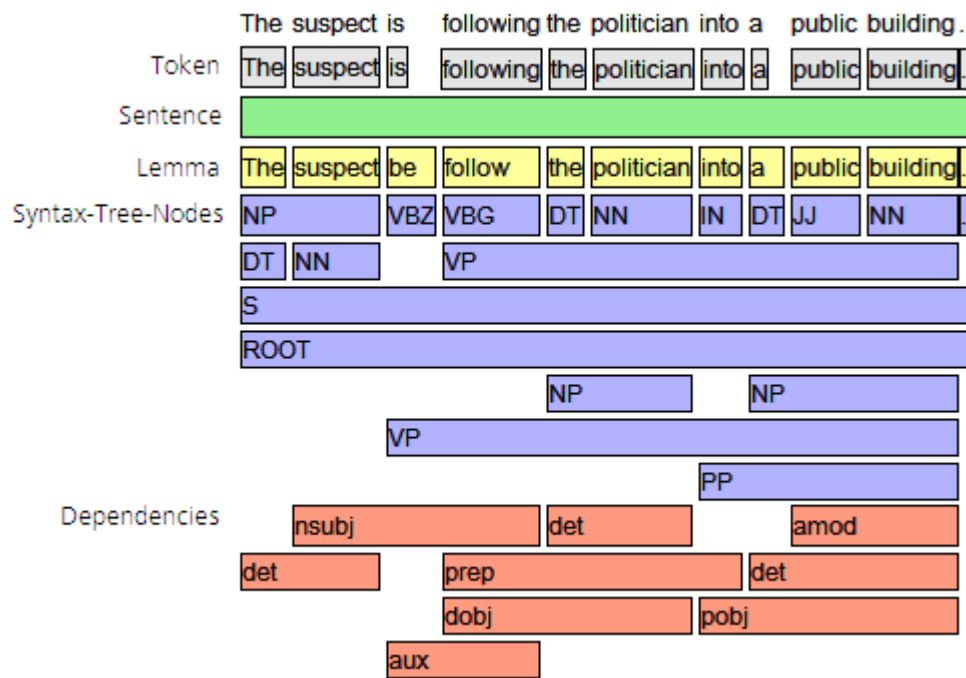 The suspect is following the politician into a public building.
Token The suspect is following the politician into a public building .
Sentence
Lemma The suspect be follow the politician into a public building .
Syntax-Tree-Nodes NP VBZ VBG DT NN IN DT JJ NN .
DT NN VP
S
ROOT
NP NP
VP
PP
Dependencies nsubj det amod
det prep det
dobj pobj
aux